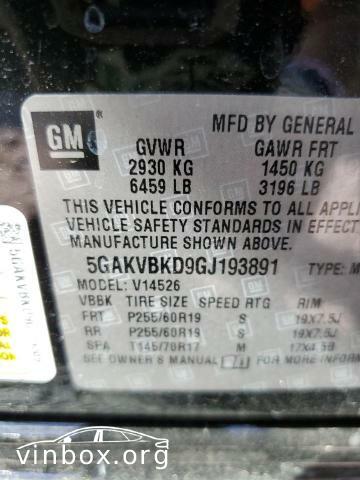 GM ®
MFD BY GENERAL
GVWR GAWR FRT
2930 KG 1450 KG
6459 LB 3196 LB
THIS VEHICLE CONFORMS TO AL
VEHICLE SAFETY STANDARDS IN EFFECT
MANUFACTURE SHOWN ABOVE.
5GAKVBKD9GJ193891 TYPE: M
MODEL: V14526
VBBK TIRE SIZE SPEED RTG RIM
FRT P255/60R19 S 19X7.5J
RR P255/60R19 S 19X7.5J
SPA T145/70R17 M 17X4.5B
SEE OWNER'S MANUAL FOR MORE INFORM
vinbox.org